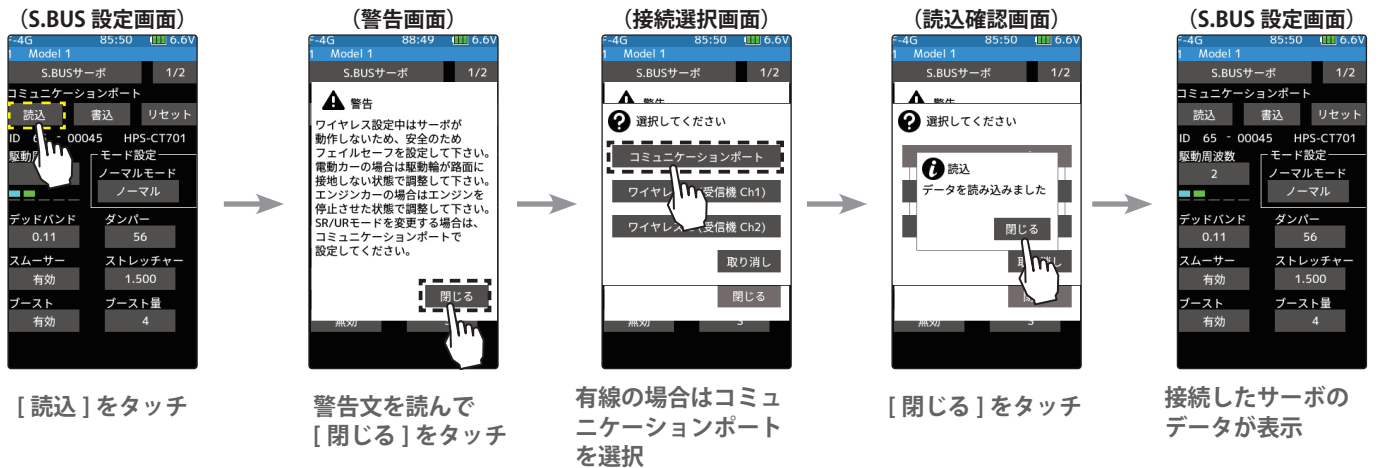 （S.BUS 設定画面）
F-4G 85:50 6.6V
1 Model 1
S.BUSサーボ 1/2
コミュニケーションポート
読込 書込 リセット
ID 65 - 00045 HPS-CT701
モード設定
ノーマルモード
ノーマル
デッドバンド ダンパー
0.11 56
スムーサー ストレッチャー
有効 1.500
ブースト ブースト量
有効 4
[ 読込 ] をタッチ
（警告画面）
F-4G 88:49 6.6V
1 Model 1
S.BUSサーボ 1/2
警告
ワイヤレス設定中はサーボが
動作しないため、安全のため
フェイルセーフを設定して下さい。
電動カーの場合は駆動輪が路面に
接地しない状態で調整して下さい。
エンジンカーの場合はエンジンを
停止させた状態で調整して下さい。
SR/URモードを変更する場合は、
コミュニケーションポートで
設定してください。
閉じる
無効
警告文を読んで
[ 閉じる ] をタッチ
（接続選択画面）
F-4G 85:50 6.6V
1 Model 1
S.BUSサーボ 1/2
警告
選択してください
コミュニケーションポート
ワイヤレス (受信機 Ch1)
ワイヤレス (受信機 Ch2)
取り消し
閉じる
無効 3
有線の場合はコミュ
ニケーションポート
を選択
（読込確認画面）
F-4G 85:50 6.6V
1 Model 1
S.BUSサーボ 1/2
警告
選択してください
読込
データを読み込みました
閉じる
取り消し
無効 3
[ 閉じる ] をタッチ
（S.BUS 設定画面）
F-4G 85:50 6.6V
1 Model 1
S.BUSサーボ 1/2
コミュニケーションポート
読込 書込 リセット
ID 65 - 00045 HPS-CT701
駆動周波数 モード設定
2 ノーマルモード
ノーマル
デッドバンド ダンパー
0.11 56
スムーサー ストレッチャー
有効 1.500
ブースト ブースト量
有効 4
接続したサーボの
データが表示